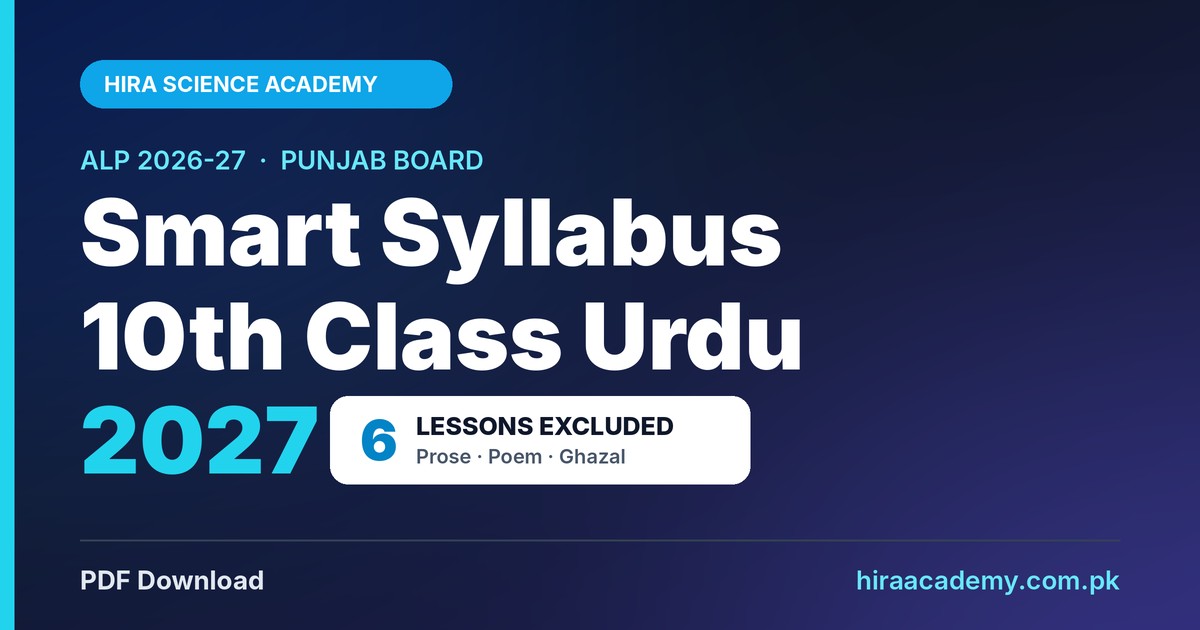 HIRA SCIENCE ACADEMY
ALP 2026-27 · PUNJAB BOARD
Smart Syllabus
10th Class Urdu
2027
6 LESSONS EXCLUDED
Prose · Poem · Ghazal
PDF Download
hiraacademy.com.pk